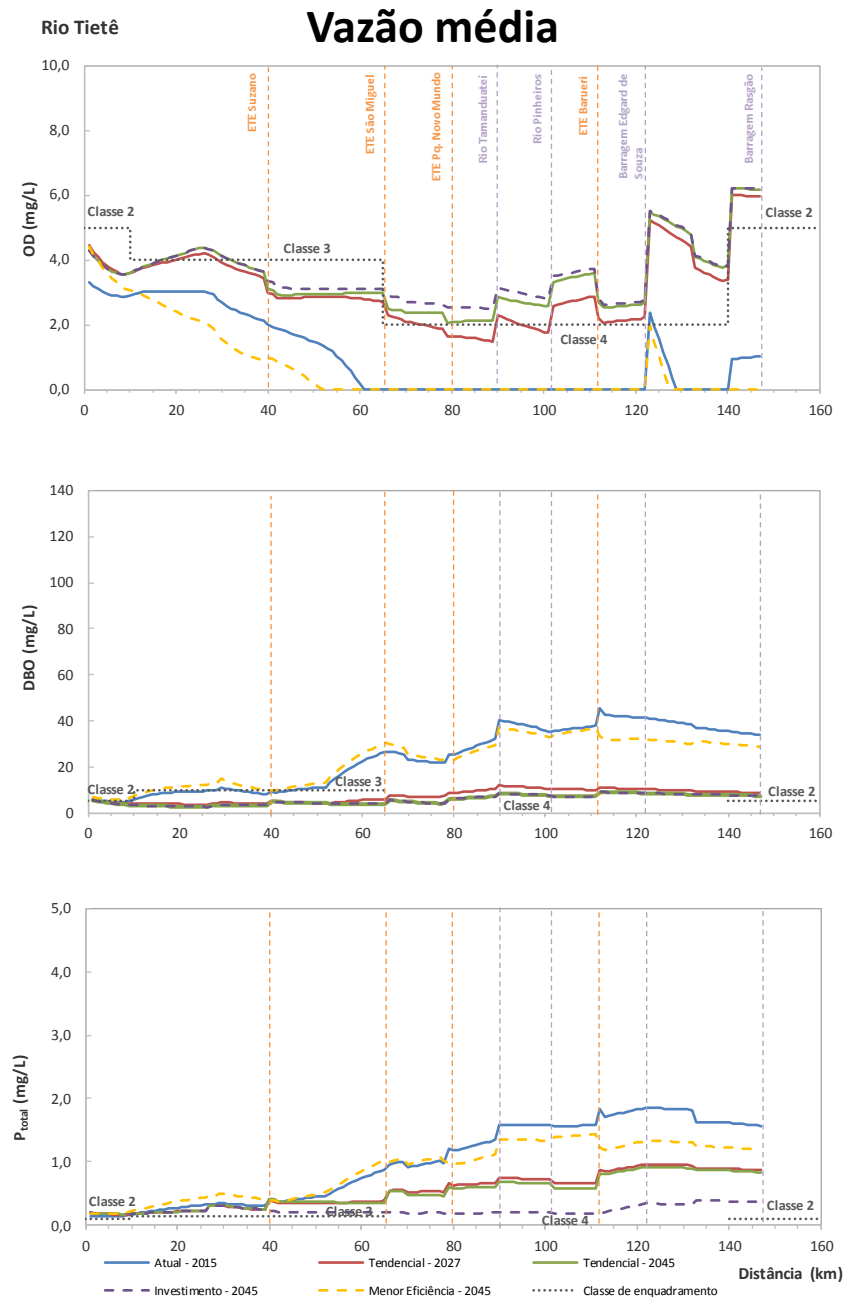 Rio Tietê
Vazão média
10,0
8,0
6,0
4,0
2,0
0,0
OD (mg/L)
ETE Suzano
ETE São Miguel
ETE Pq. Novo Mundo
Rio Tamanduateí
Rio Pinheiros
ETE Barueri
Barragem Edgard de
Souza
Barragem Rasgão
Classe 2
Classe 3
Classe 4
Classe 2
0 20 40 60 80 100 120 140 160
140
120
100
80
60
40
20
0
DBO (mg/L)
Classe 2
Classe 3
Classe 4
Classe 2
0 20 40 60 80 100 120 140 160
5,0
4,0
3,0
2,0
1,0
0,0
Ptotal (mg/L)
Classe 2
Classe 3
Classe 4
Classe 2
0 20 40 60 80 100 120 140 160
Distância (km)
Atual - 2015
Tendencial - 2027
Tendencial - 2045
Investimento - 2045
Menor Eficiência - 2045
Classe de enquadramento